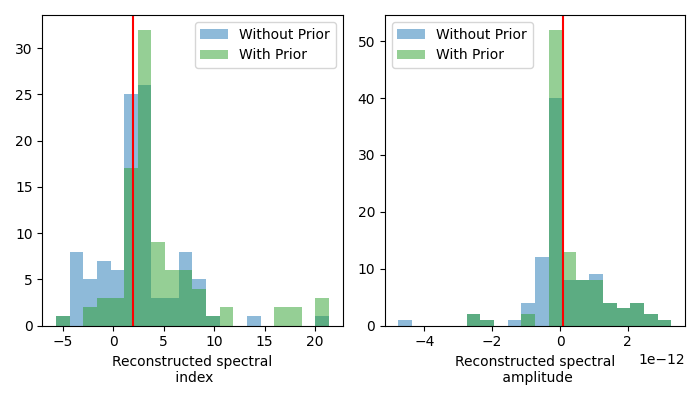 Without Prior
With Prior
30
25
20
15
10
5
0
−5
0
5
10
15
20
Reconstructed spectral
index
Without Prior
With Prior
50
40
30
20
10
0
−4
−2
0
2
1e−12
Reconstructed spectral
amplitude